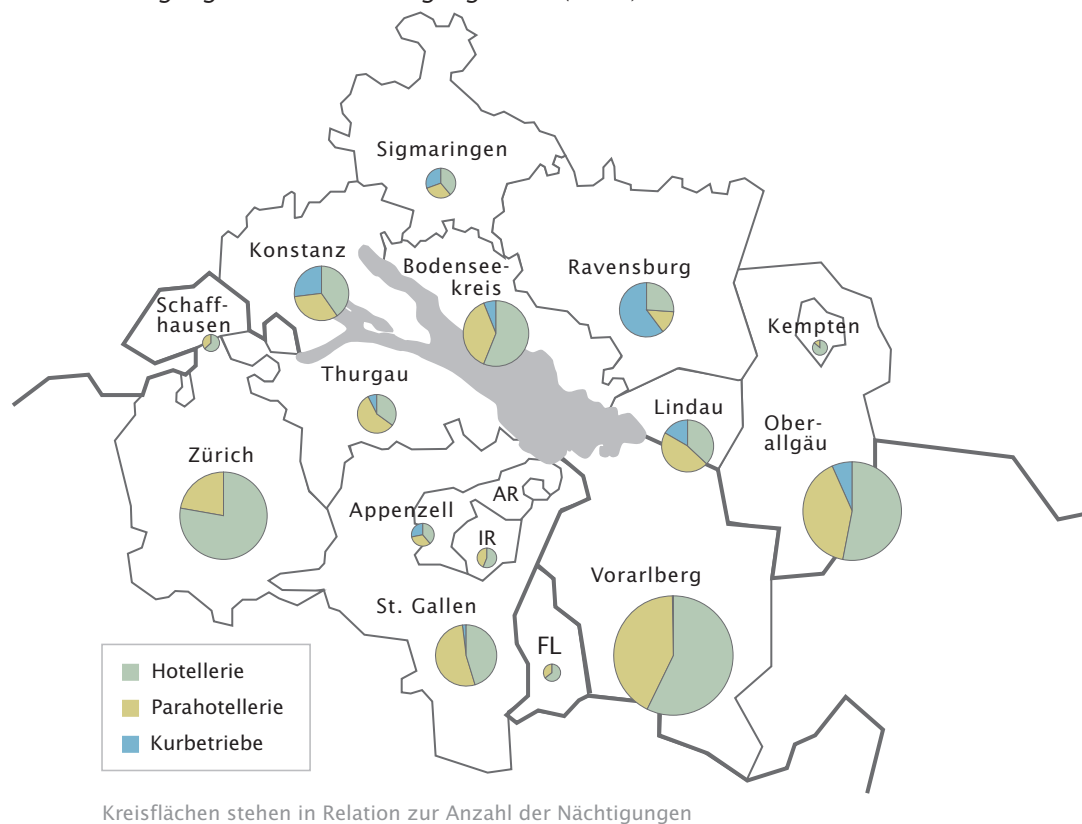 Sigmaringen
Konstanz
Bodensee-
kreis
Ravensburg
Schaff-
hausen
Kempten
Thurgau
Lindau
Ober-
allgäu
Zürich
AR
Appenzell
IR
Vorarlberg
St. Gallen
FL
Hotellerie
Parahotellerie
Kurbetriebe
Kreisflächen stehen in Relation zur Anzahl der Nächtigungen